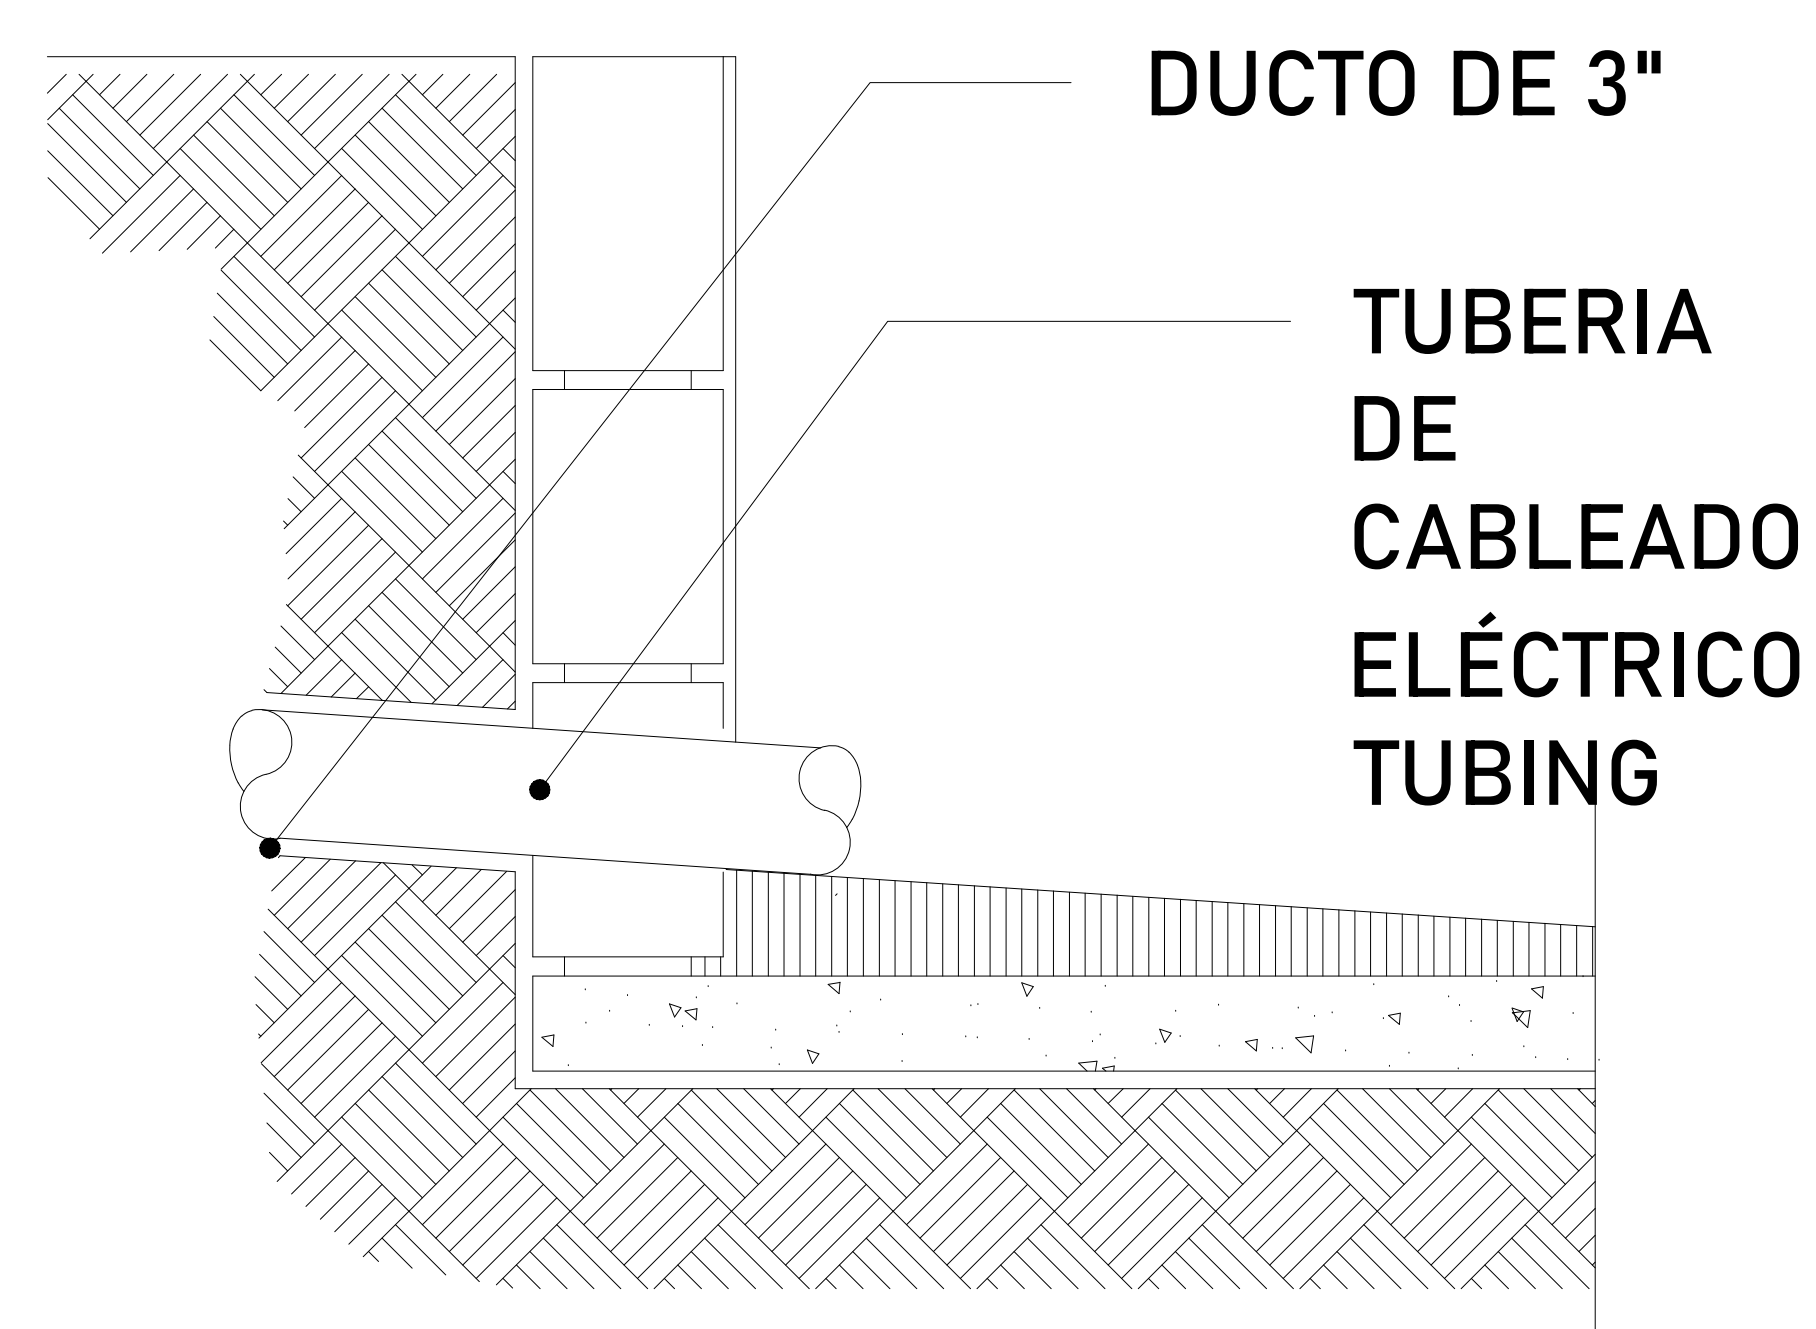 DUCTO DE 3"
TUBERIA
DE
CABLEADO
ELÉCTRICO
TUBING